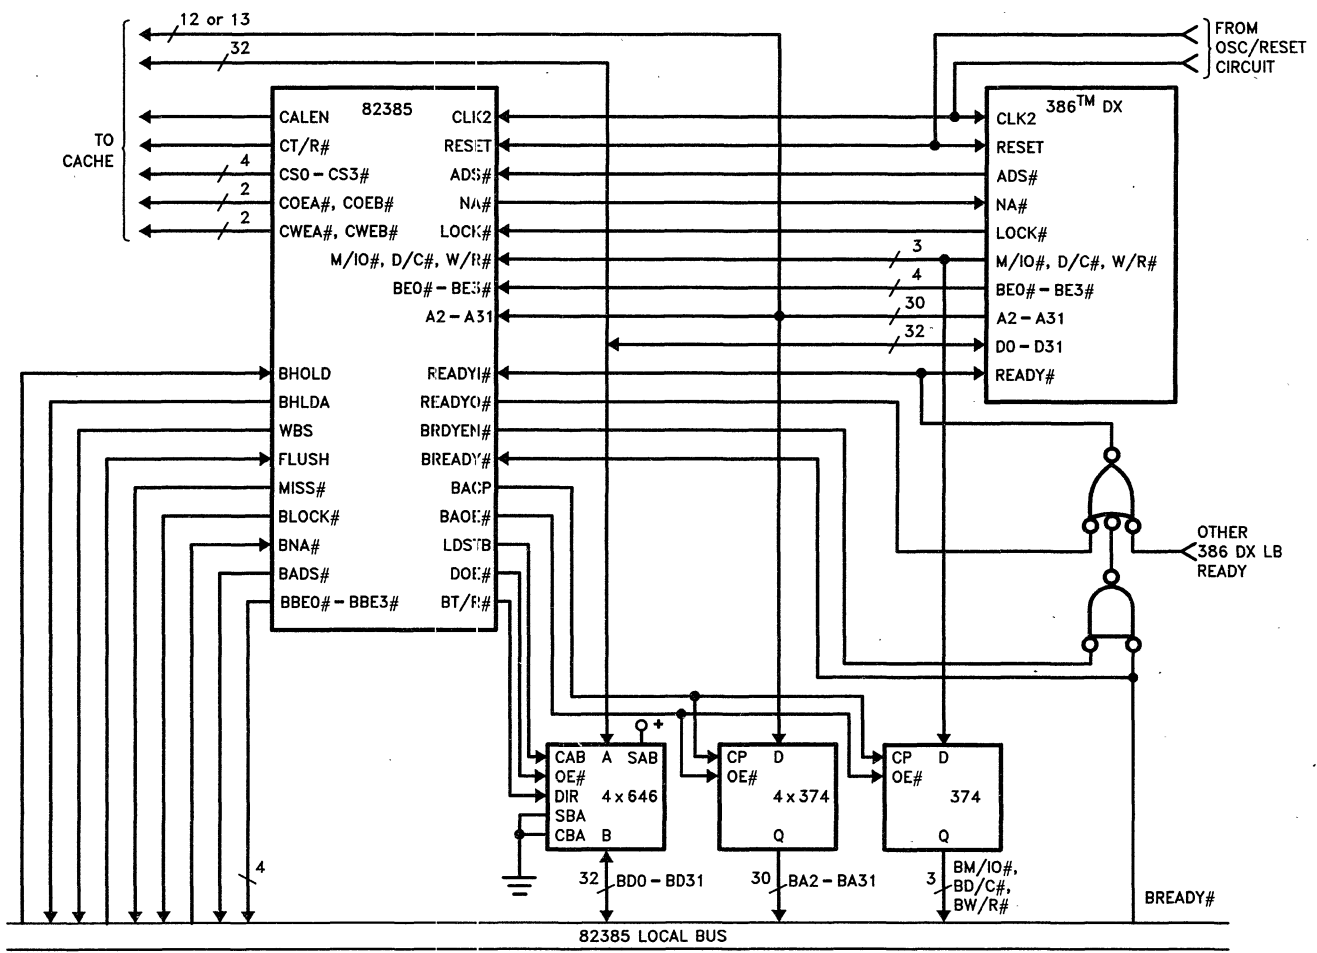 12 or 13
32
TO
CACHE
4
2
2
82385
CALEN
CT/R#
CS0-CS3#
COEA#, COEB#
CWEA#, CWEB#
CLK2
RESET
ADS#
NA#
LOCK#
M/IO#, D/C#, W/R#
BE0#-BE3#
A2-A31
BHOLD
BHLDA
WBS
FLUSH
MISS#
BLOCK#
BNA#
BADS#
BBE0#-BBE3#
READYI#
READYO#
BRDYEN#
BREADY#
BACP
BAOE#
LDSTB
DOE#
BT/R#
FROM
OSC/RESET
CIRCUIT
386™ DX
CLK2
RESET
ADS#
NA#
LOCK#
M/IO#, D/C#, W/R#
BE0#-BE3#
A2-A31
D0-D31
READY#
3
4
30
32
OTHER
386 DX LB
READY
+
CAB A SAB
OE#
DIR 4x646
SBA
CBA B
CP D
OE#
4x374
Q
CP D
OE#
374
Q
4
32 BD0-BD31
30 BA2-BA31
3 BM/IO#,
BD/C#,
BW/R#
BREADY#
82385 LOCAL BUS